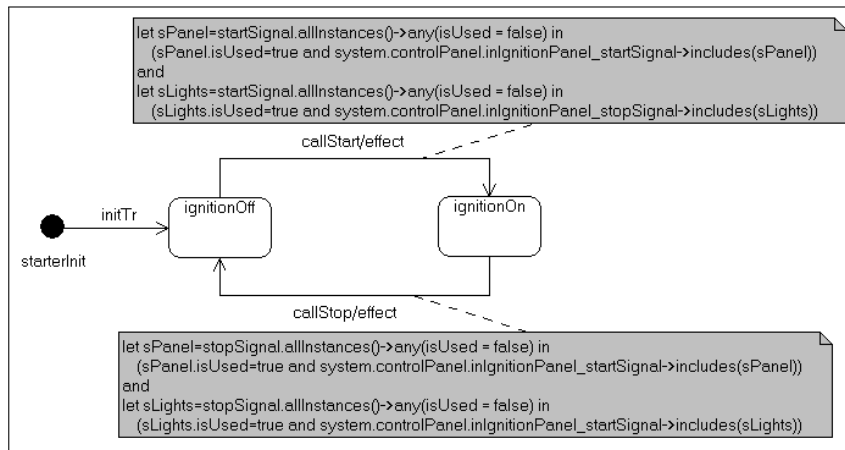 let sPanel=startSignal.allInstances()->any(isUsed = false) in
(sPanel.isUsed=true and system.controlPanel.inIgnitionPanel_startSignal->includes(sPanel))
and
let sLights=startSignal.allInstances()->any(isUsed = false) in
(sLights.isUsed=true and system.controlPanel.inIgnitionPanel_stopSignal->includes(sLights))
callStart/effect
ignitionOff
ignitionOn
initTr
starterInit
callStop/effect
let sPanel=stopSignal.allInstances()->any(isUsed = false) in
(sPanel.isUsed=true and system.controlPanel.inIgnitionPanel_startSignal->includes(sPanel))
and
let sLights=stopSignal.allInstances()->any(isUsed = false) in
(sLights.isUsed=true and system.controlPanel.inIgnitionPanel_startSignal->includes(sLights))